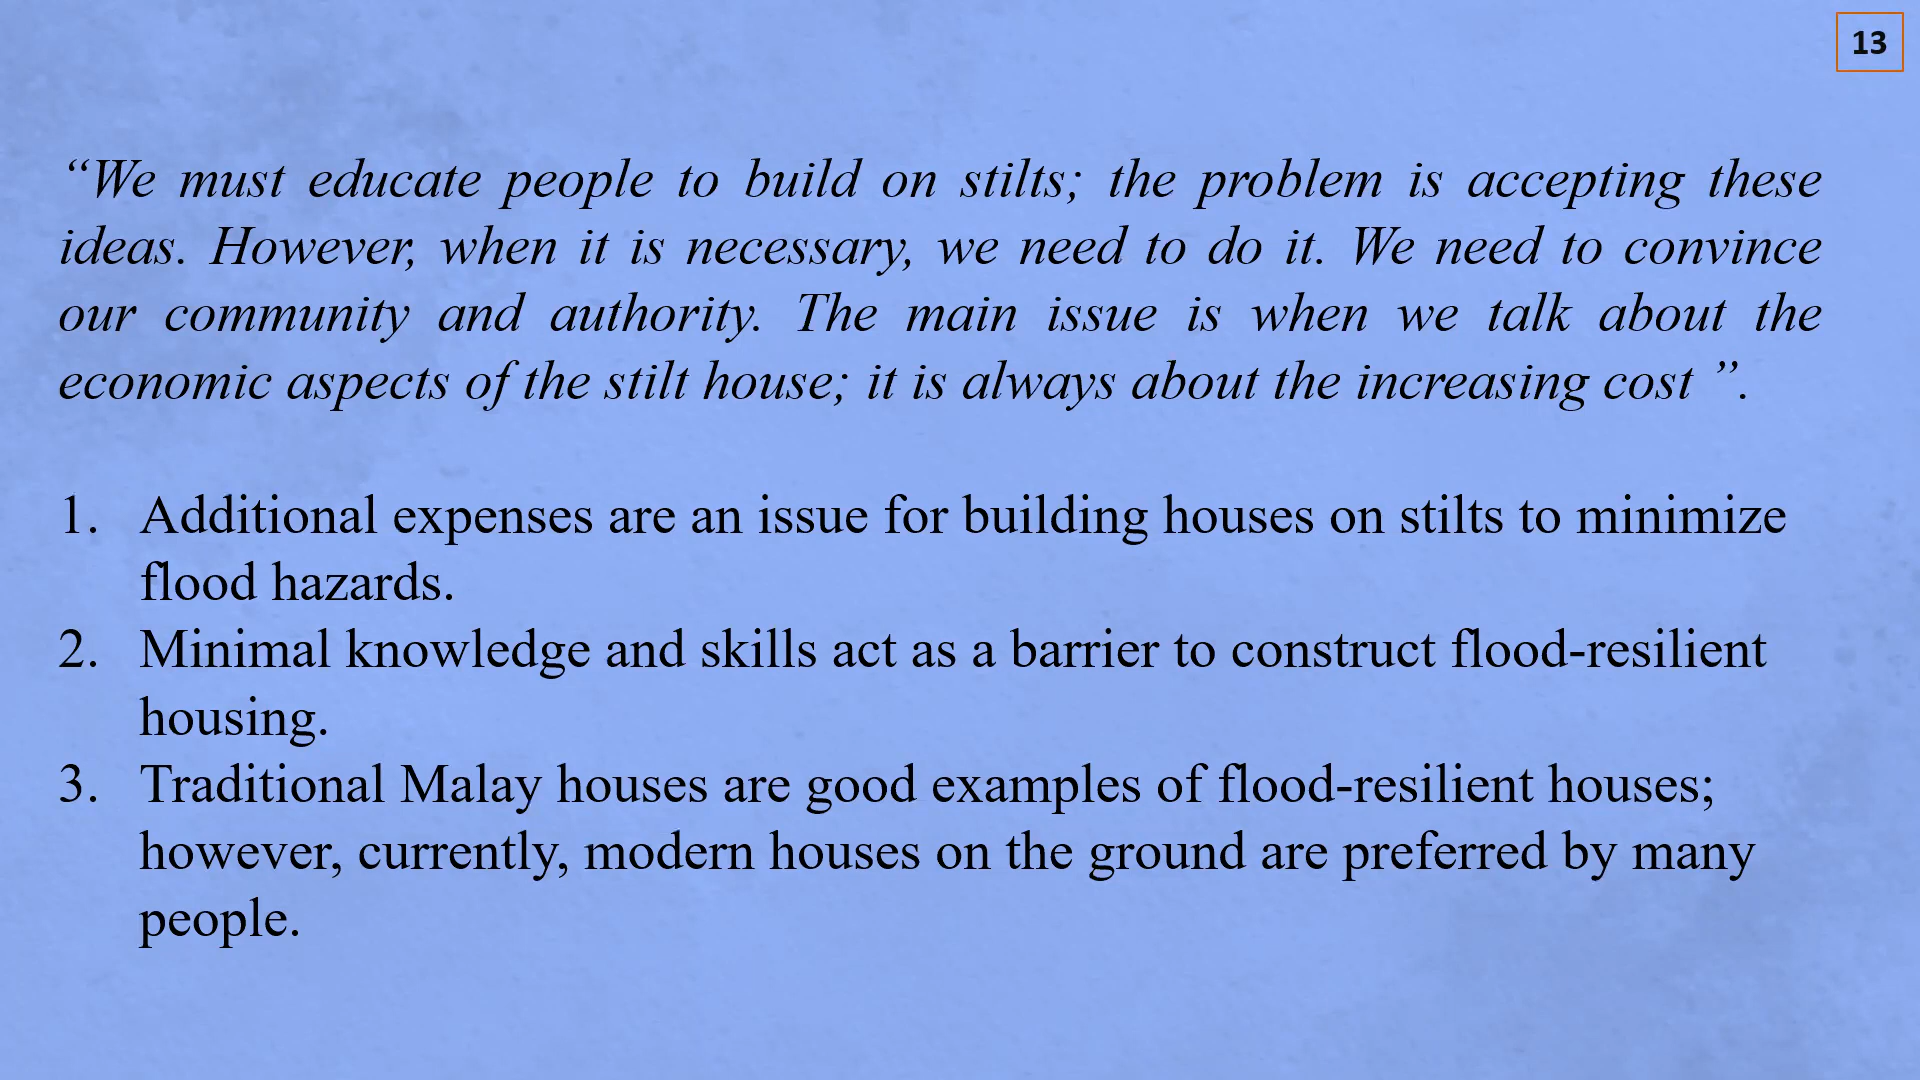 13
“We must educate people to build on stilts; the problem is accepting these
ideas. However, when it is necessary, we need to do it. We need to convince
our community and authority. The main issue is when we talk about the
economic aspects of the stilt house; it is always about the increasing cost ”.
1. Additional expenses are an issue for building houses on stilts to minimize
flood hazards.
2. Minimal knowledge and skills act as a barrier to construct flood-resilient
housing.
3. Traditional Malay houses are good examples of flood-resilient houses;
however, currently, modern houses on the ground are preferred by many
people.